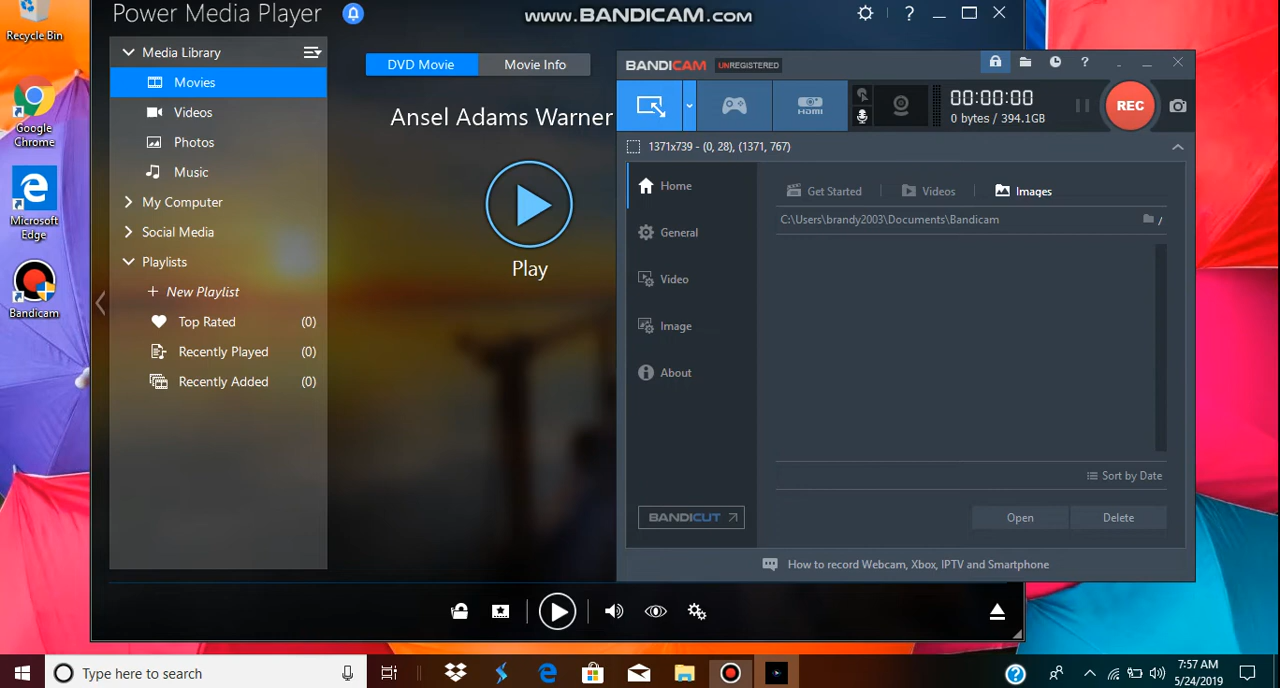 Recycle Bin
Google
Chrome
Microsoft
Edge
Bandicam
Power Media Player
www.BANDICAM.com
?
Media Library
Movies
Videos
Photos
Music
My Computer
Social Media
Playlists
+ New Playlist
Top Rated (0)
Recently Played (0)
Recently Added (0)
DVD Movie
Movie Info
Ansel Adams Warner
Play
BANDICAM UNREGISTERED
?
HDMI
00:00:00
0 bytes / 394.1GB
REC
1371x739 - (0, 28), (1371, 767)
Home
General
Video
Image
About
BANDICUT
Get Started
Videos
Images
C:\Users\brandy2003\Documents\Bandicam
/
Sort by Date
Open
Delete
How to record Webcam, Xbox, IPTV and Smartphone
Type here to search
?
7:57 AM
5/24/2019